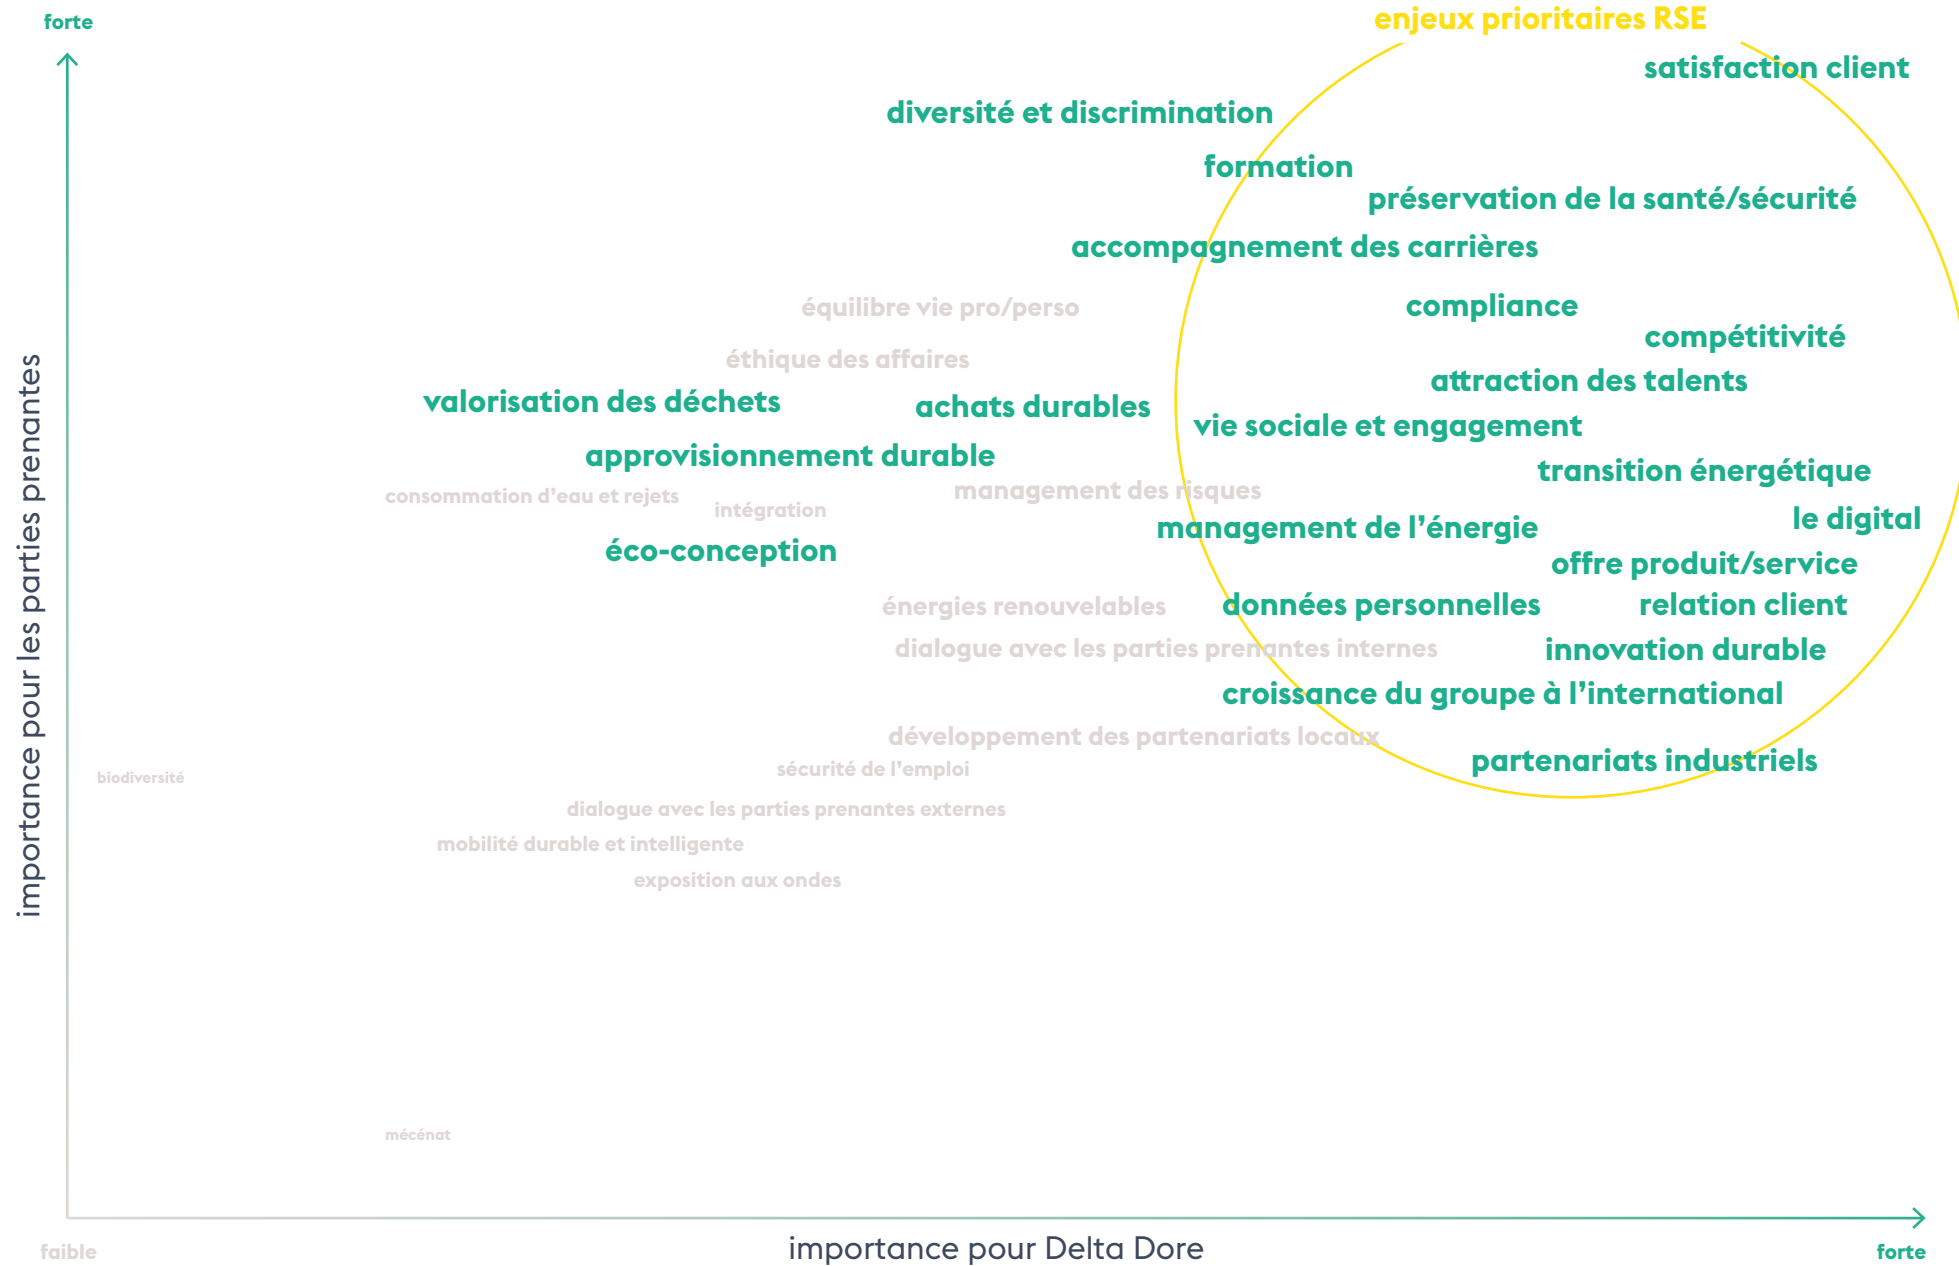 forte
enjeux prioritaires RSE
satisfaction client
diversité et discrimination
formation
préservation de la santé/sécurité
accompagnement des carrières
équilibre vie pro/perso
compliance
compétitivité
éthique des affaires
attraction des talents
valorisation des déchets
achats durables
vie sociale et engagement
approvisionnement durable
transition énergétique
consommation d’eau et rejets
management des risques
intégration
le digital
management de l’énergie
éco-conception
offre produit/service
énergies renouvelables
données personnelles
relation client
dialogue avec les parties prenantes internes
innovation durable
croissance du groupe à l’international
développement des partenariats locaux
partenariats industriels
sécurité de l’emploi
biodiversité
dialogue avec les parties prenantes externes
mobilité durable et intelligente
exposition aux ondes
mécénat
importance pour les parties prenantes
faible
importance pour Delta Dore
forte